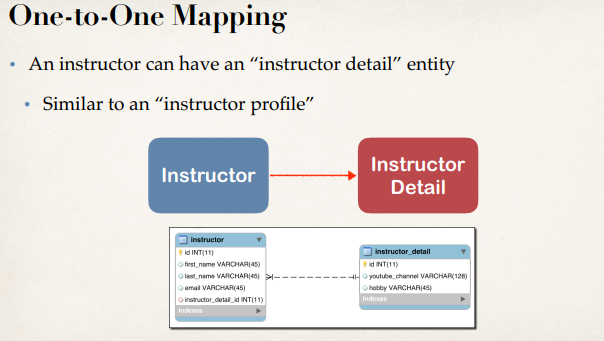 One-to-One Mapping
• An instructor can have an “instructor detail” entity
• Similar to an “instructor profile”
Instructor
Instructor
Detail
instructor
id INT(11)
first_name VARCHAR(45)
last_name VARCHAR(45)
email VARCHAR(45)
instructor_detail_id INT(11)
Indexes
instructor_detail
id INT(11)
youtube_channel VARCHAR(128)
hobby VARCHAR(45)
Indexes